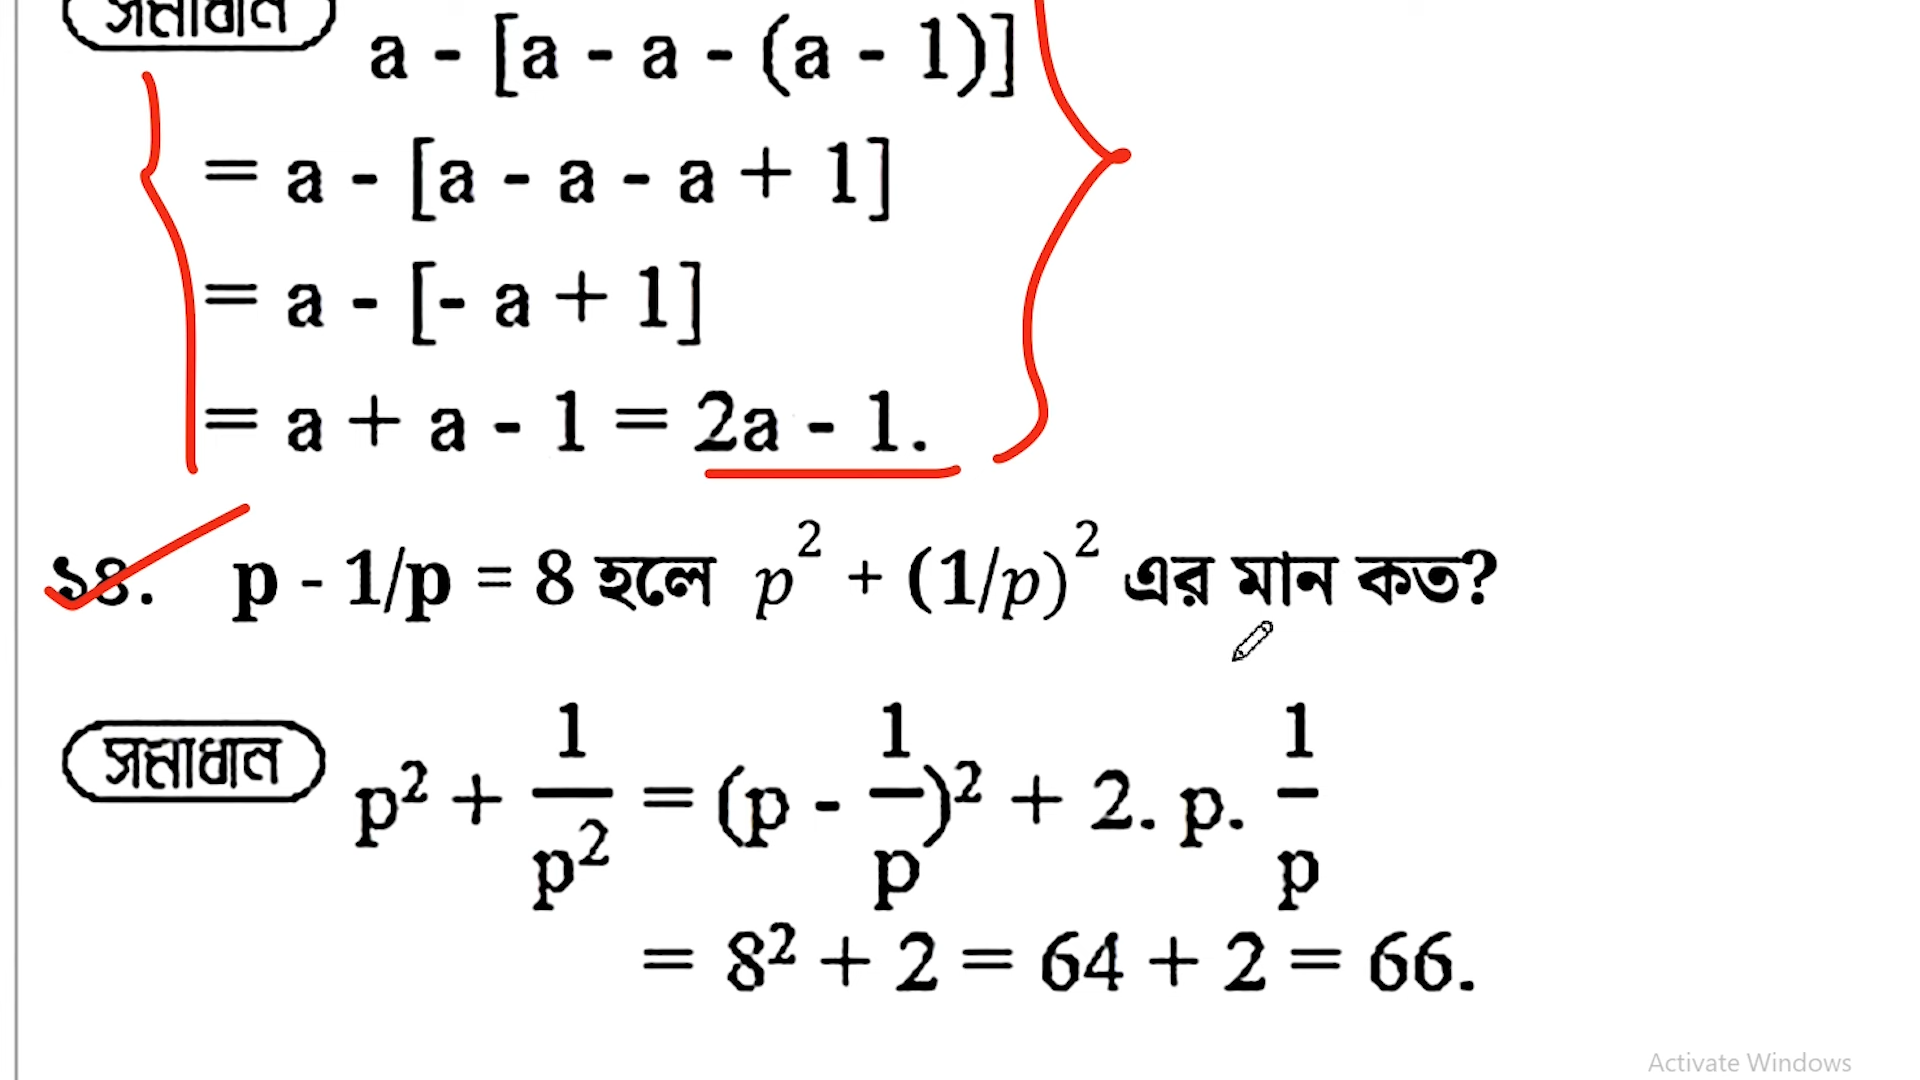 সমাধান a - [a - a - (a - 1)]
= a - [a - a - a + 1]
= a - [- a + 1]
= a + a - 1 = 2a - 1.
১৪. p - 1/p = 8 হলে p² + (1/p)² এর মান কত?
সমাধান p² + 1/p² = (p - 1/p)² + 2. p. 1/p
= 8² + 2 = 64 + 2 = 66.
Activate Windows